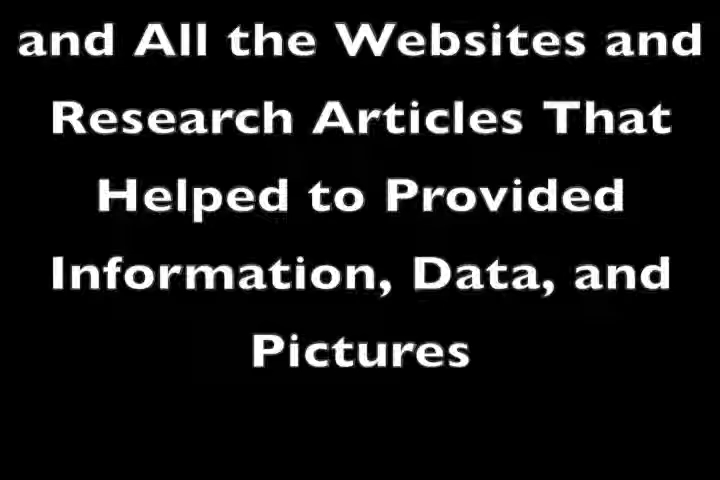 and All the Websites and
Research Articles That
Helped to Provided
Information, Data, and
Pictures